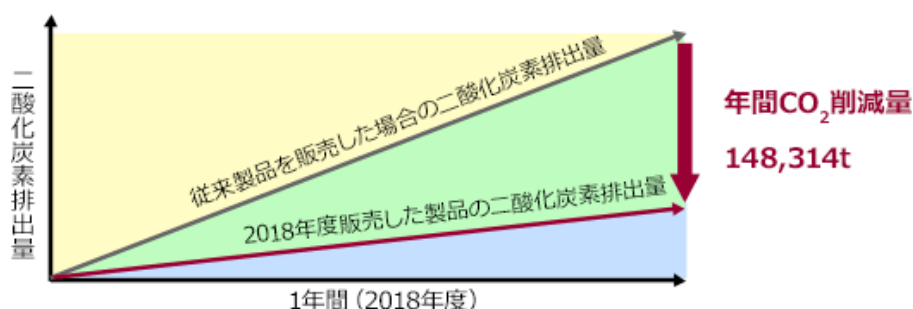 二酸化炭素排出量
従来製品を販売した場合の二酸化炭素排出量
2018年度販売した製品の二酸化炭素排出量
年間CO₂削減量
148,314t
1年間（2018年度）